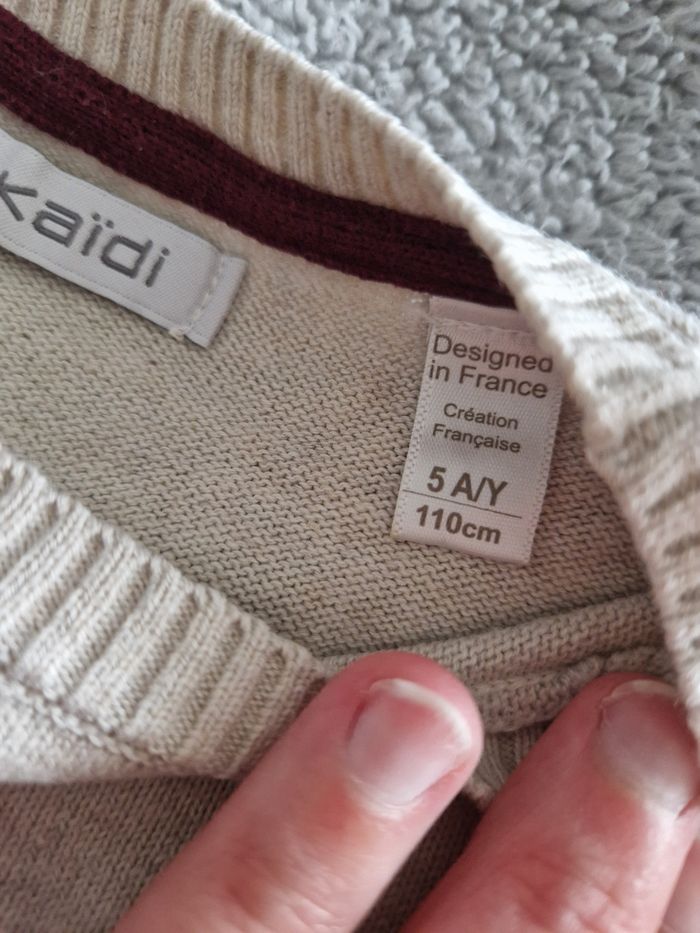 kaïdi
Designed
in France
Création
Française
5 A/Y
110cm